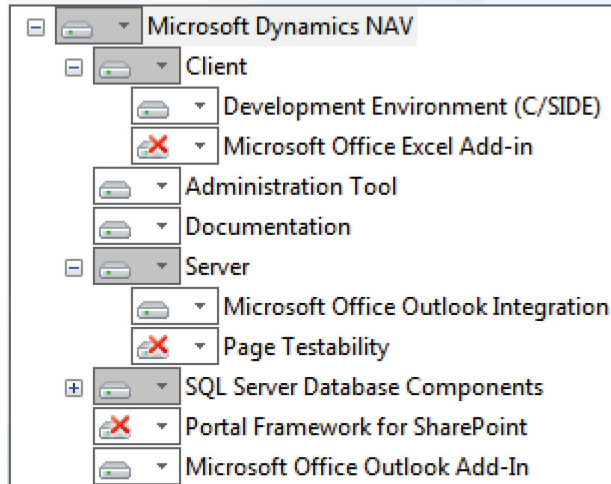 Microsoft Dynamics NAV
Client
Development Environment (C/SIDE)
Microsoft Office Excel Add-in
Administration Tool
Documentation
Server
Microsoft Office Outlook Integration
Page Testability
SQL Server Database Components
Portal Framework for SharePoint
Microsoft Office Outlook Add-In